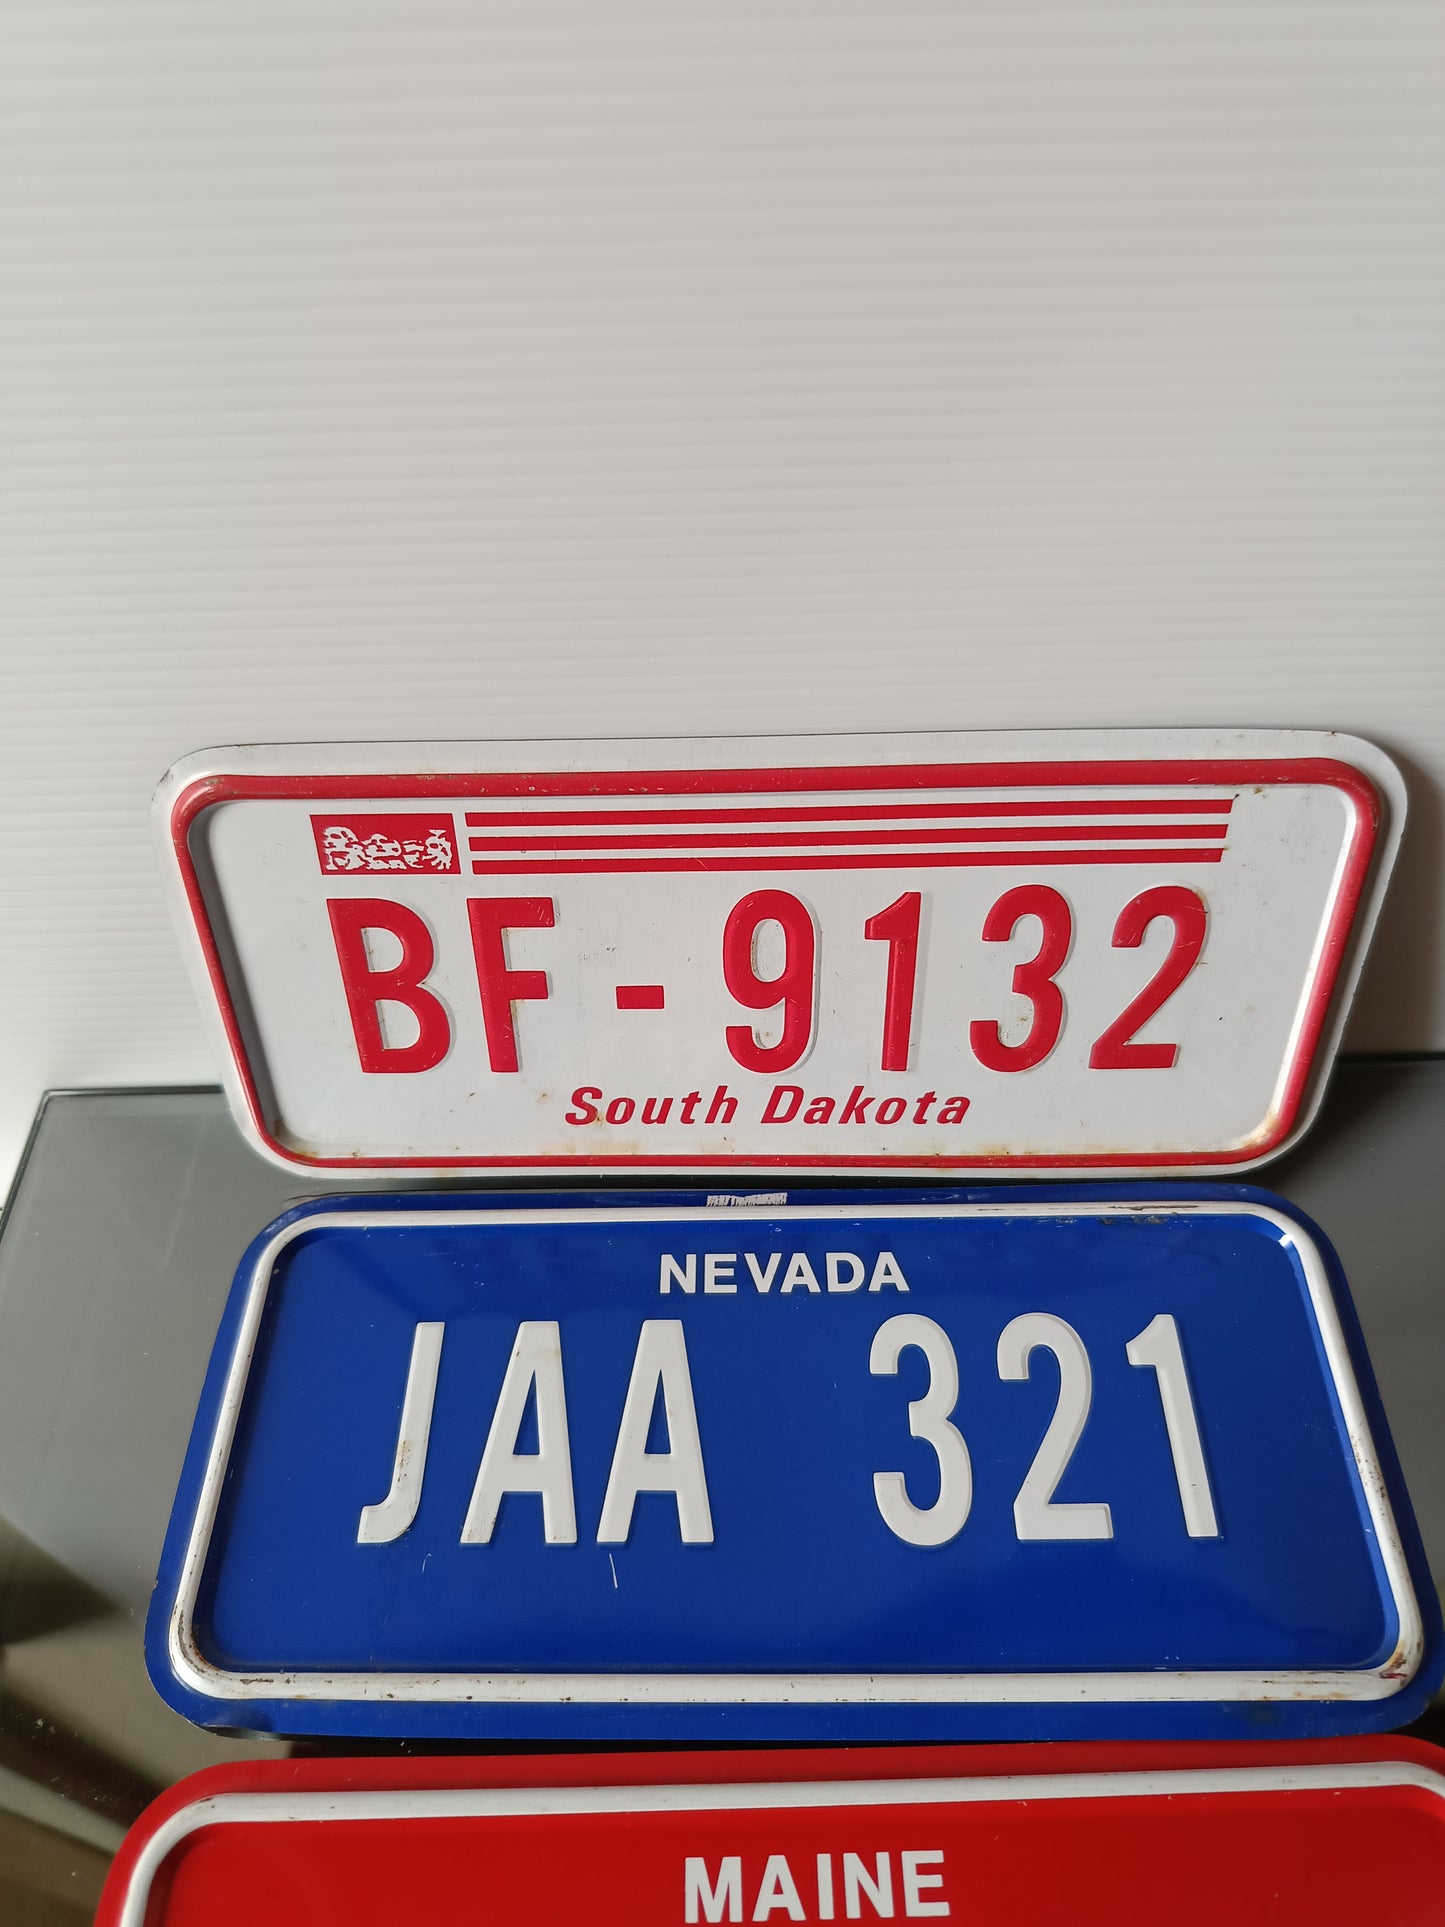 BF-9132
South Dakota
NEVADA
JAA 321
MAINE